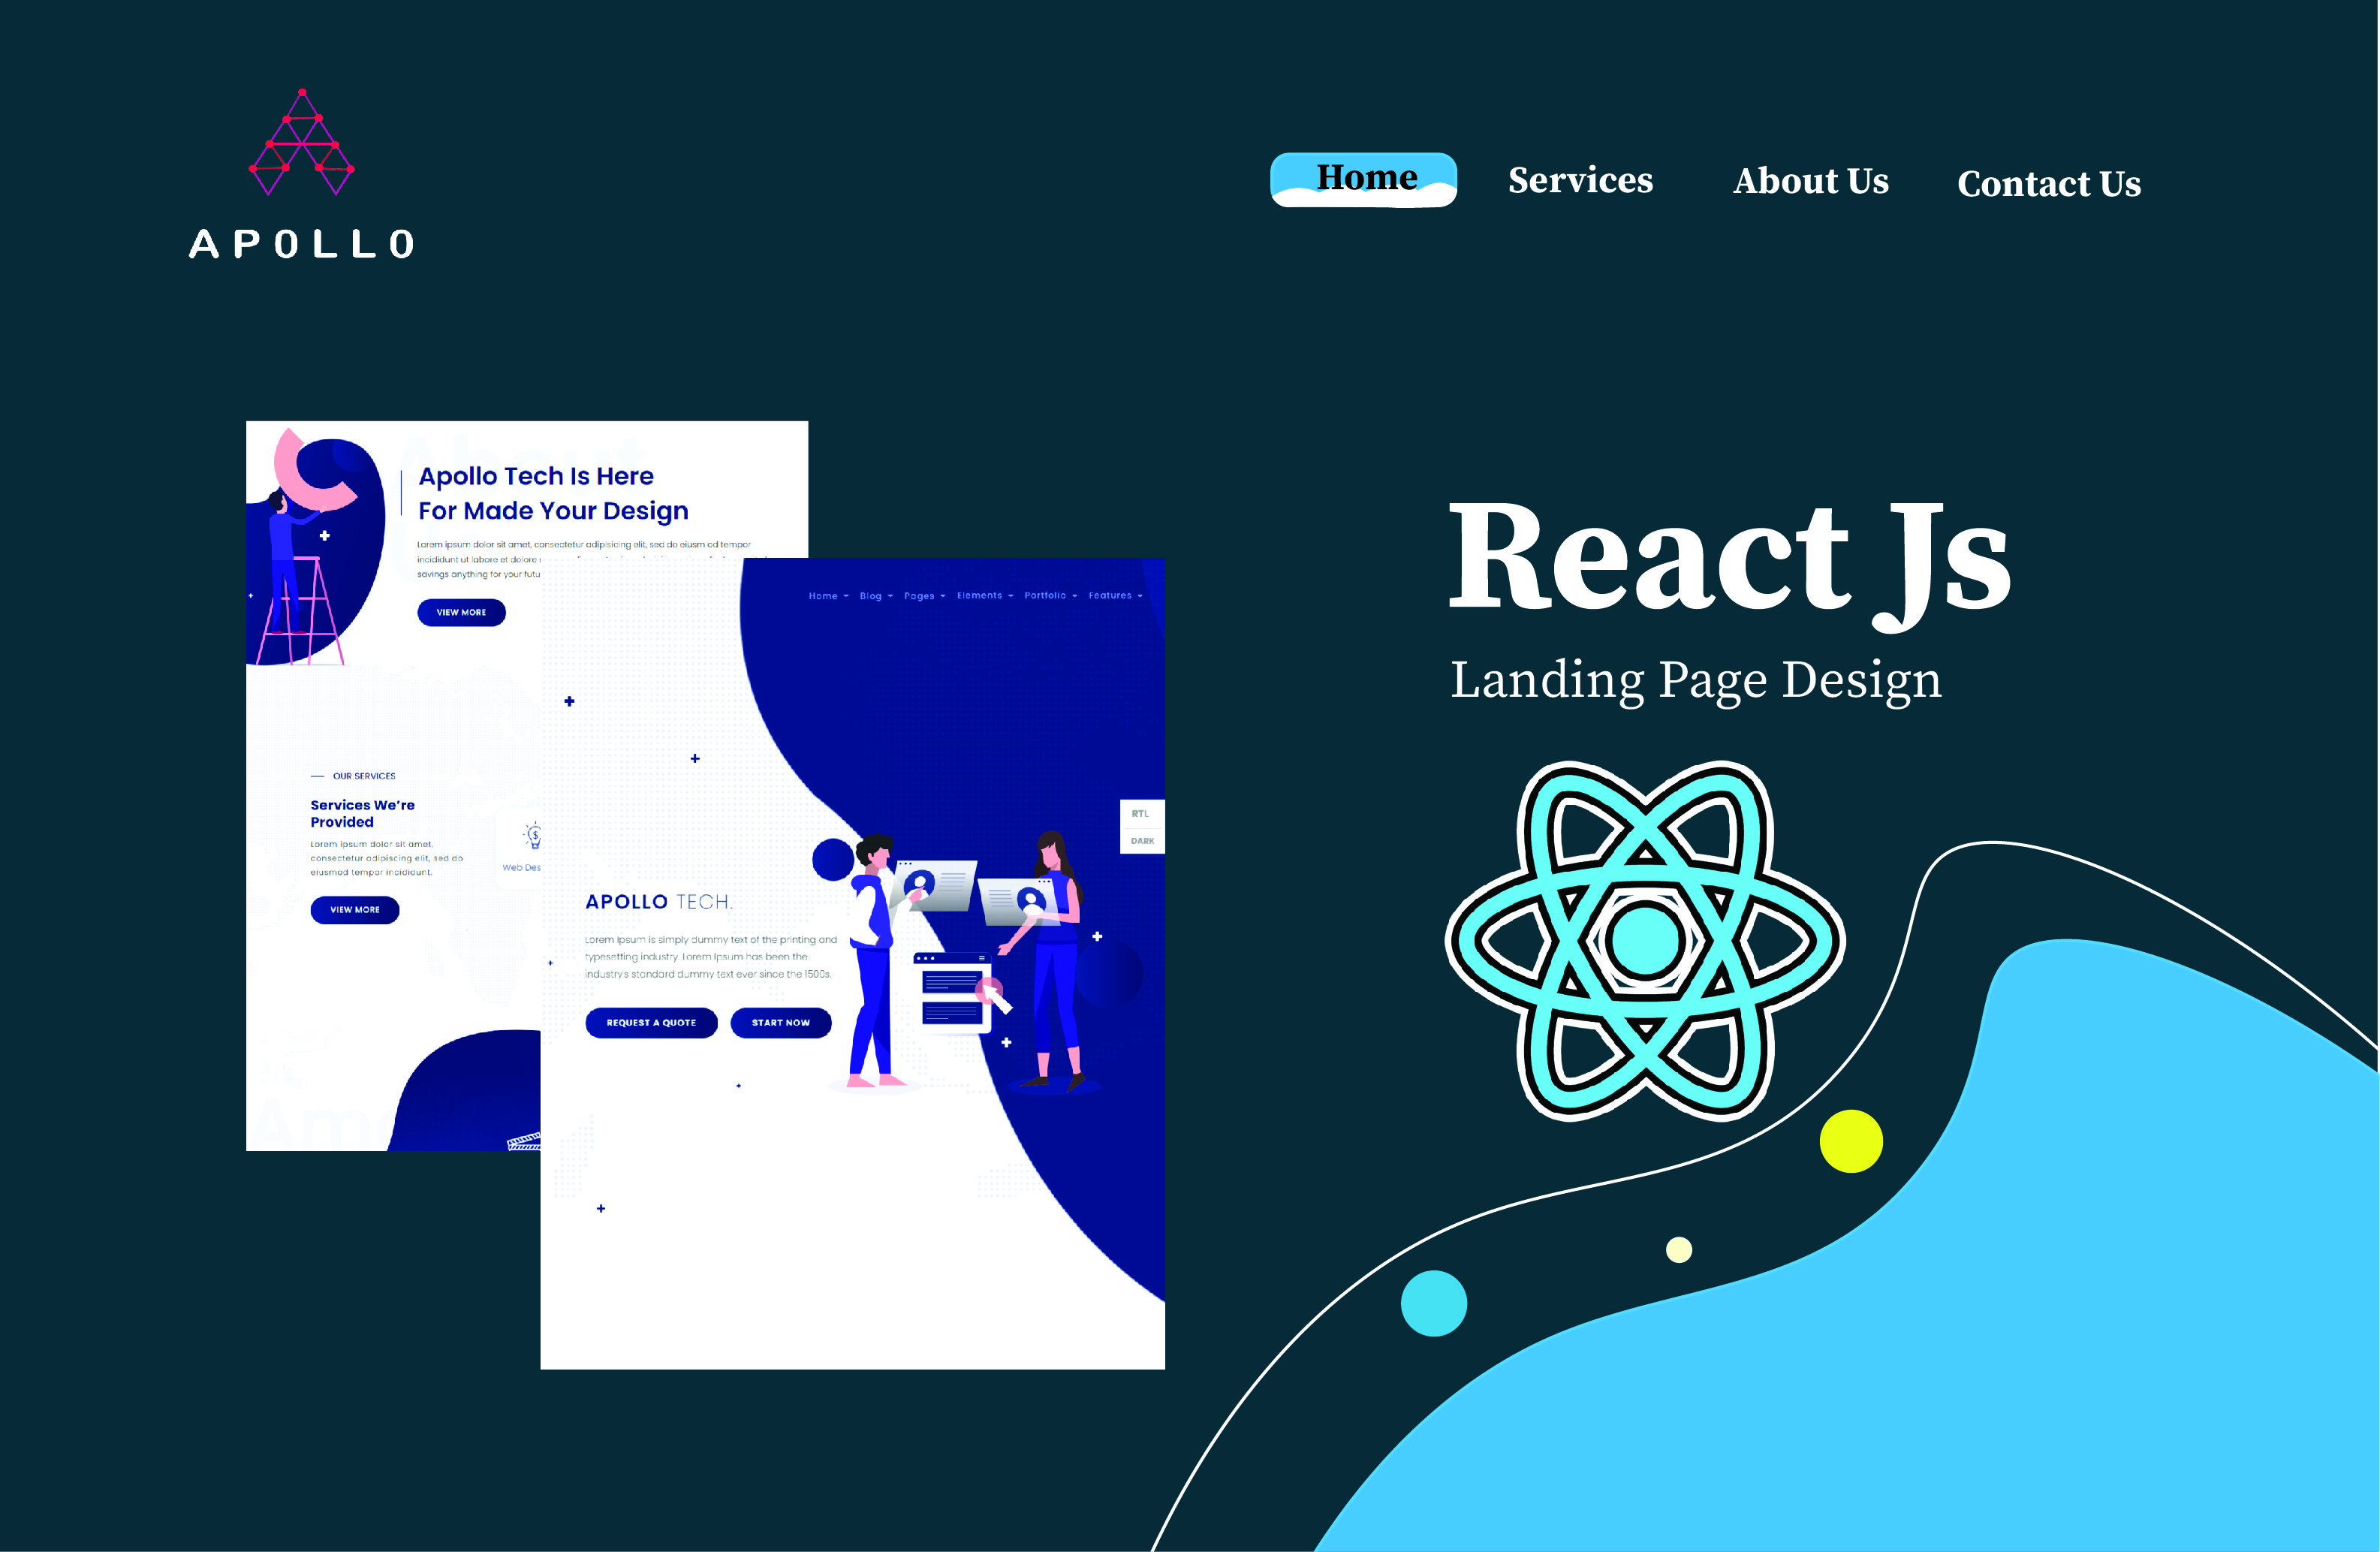 APOLLO
Home
Services
About Us
Contact Us
Apollo Tech Is Here
For Made Your Design
Lorem ipsum dolor sit amet, consectetur adipisicing elit, sed do eiusm od tempor
incididunt ut labore et dolore
savings anything for your futu
VIEW MORE
OUR SERVICES
Services We're
Provided
Lorem ipsum dolor sit amet,
consectetur adipiscing elit, sed do
eiusmod tempor incidicunt.
VIEW MORE
Web Des
Home
Blog
Pages
Elements
Portfolio
Features
RTL
DARK
APOLLO TECH.
Lorem Ipsum is simply dummy text of the printing and
typesetting industry. Lorem Ipsum has been the
industry's standard dummy text ever since the 1500s.
REQUEST A QUOTE
START NOW
React Js
Landing Page Design